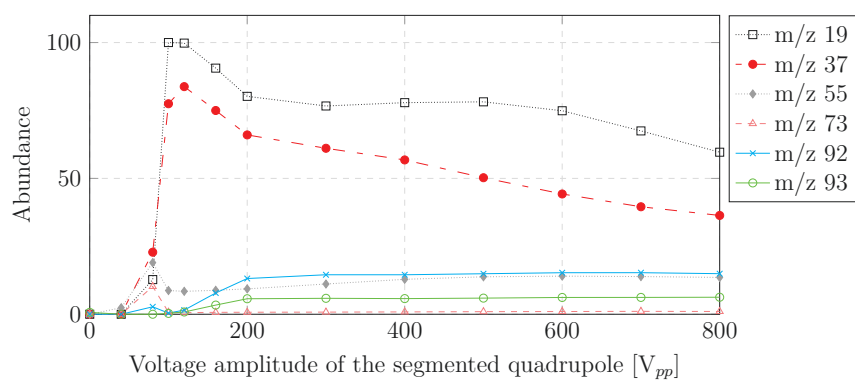 100
50
0
Abundance
0
200
400
600
800
Voltage amplitude of the segmented quadrupole [Vpp]
m/z 19
m/z 37
m/z 55
m/z 73
m/z 92
m/z 93